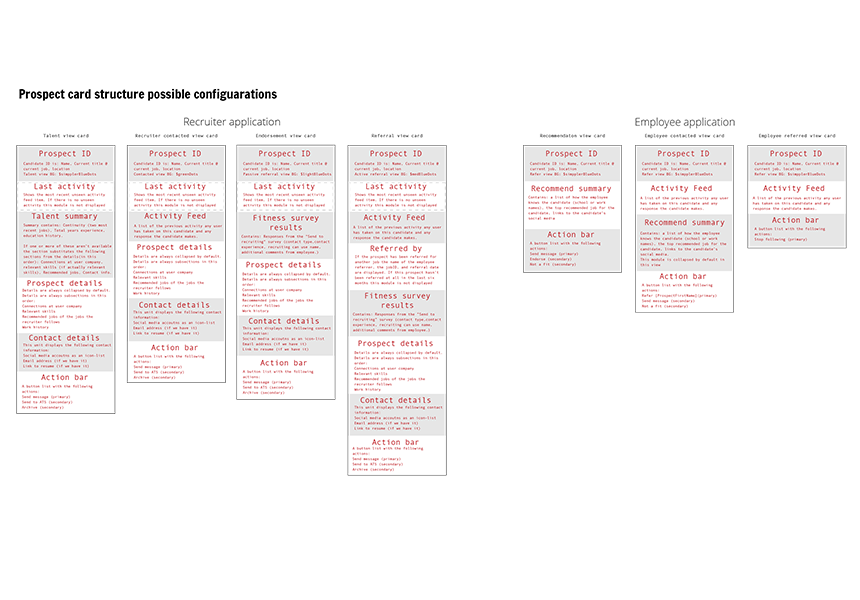 Prospect card structure possible configuarations
Recruiter application
Talent view card
Prospect ID
Candidate ID is: Name, Current title @
current job, location
Talent view BG: $simpplerBlueDots
Last activity
Shows the most recent unseen activity
feed item. If there is no unseen
activity this module is not displayed
Talent summary
Summary contains: Continuity (two most
recent jobs). Total years experience.
education history.
If one or more of these aren't available
the section substitutes the following
sections from the details(in this
order): Connections at user company.
relevant skills (if actually relevant
skills). Recommended jobs. Contact info.
Prospect details
Details are always collapsed by default.
Details are always subsections in this
order:
Connections at user company
Relevant skills
Recommended jobs of the jobs the
recruiter follows
Work history
Contact details
This unit displays the following contact
information:
Social media accoutns as an icon-list
Email address (if we have it)
Link to resume (if we have it)
Action bar
A button list with the following
actions:
Send message (primary)
Send to ATS (secondary)
Archive (secondary)
Recruiter contacted view card
Prospect ID
Candidate ID is: Name, Current title @
current job, location
Contacted view BG: $greenDots
Last activity
Shows the most recent unseen activity
feed item. If there is no unseen
activity this module is not displayed
Activity Feed
A list of the previous activity any user
has taken on this candidate and any
response the candidate makes.
Prospect details
Details are always collapsed by default.
Details are always subsections in this
order:
Connections at user company
Relevant skills
Recommended jobs of the jobs the
recruiter follows
Work history
Contact details
This unit displays the following contact
information:
Social media accoutns as an icon-list
Email address (if we have it)
Link to resume (if we have it)
Action bar
A button list with the following
actions:
Send message (primary)
Send to ATS (secondary)
Archive (secondary)
Endorsement view card
Prospect ID
Candidate ID is: Name, Current title @
current job, location
Passive referral view BG: $lightBlueDots
Last activity
Shows the most recent unseen activity
feed item. If there is no unseen
activity this module is not displayed
Fitness survey
results
Contains: Responses from the "Send to
recruiting" survey (contact type,contact
experience, recruiting can use name,
additional comments from employee.)
Prospect details
Details are always collapsed by default.
Details are always subsections in this
order:
Connections at user company
Relevant skills
Recommended jobs of the jobs the
recruiter follows
Work history
Contact details
This unit displays the following contact
information:
Social media accoutns as an icon-list
Email address (if we have it)
Link to resume (if we have it)
Action bar
A button list with the following
actions:
Send message (primary)
Send to ATS (secondary)
Archive (secondary)
Referral view card
Prospect ID
Candidate ID is: Name, Current title @
current job, location
Active referral view BG: $medBlueDots
Last activity
Shows the most recent unseen activity
feed item. If there is no unseen
activity this module is not displayed
Activity Feed
A list of the previous activity any user
has taken on this candidate and any
response the candidate makes.
Referred by
If the prospect has been referred for
another job the name of the employee
referrer, the jobID, and referral date
are displayed. If this prospect hasn't
been referred at all in the last six
months this module is not displayed
Fitness survey
results
Contains: Responses from the "Send to
recruiting" survey (contact type,contact
experience, recruiting can use name,
additional comments from employee.)
Prospect details
Details are always collapsed by default.
Details are always subsections in this
order:
Connections at user company
Relevant skills
Recommended jobs of the jobs the
recruiter follows
Work history
Contact details
This unit displays the following contact
information:
Social media accoutns as an icon-list
Email address (if we have it)
Link to resume (if we have it)
Action bar
A button list with the following
actions:
Send message (primary)
Send to ATS (secondary)
Archive (secondary)
Employee application
Recommendaton view card
Prospect ID
Candidate ID is: Name, Current title @
current job, location
Refer view BG: $simpplerBlueDots
Recommend summary
Contains: a list of how the employee
knows the candidate (school or work
names), the top recommended job for the
candidate, links to the candidate's
social media
Action bar
A button list with the following
actions:
Send message (primary)
Endorse (secondary)
Not a fit (secondary)
Employee contacted view card
Prospect ID
Candidate ID is: Name, Current title @
current job, location
Refer view BG: $simpplerBlueDots
Activity Feed
A list of the previous activity any user
has taken on this candidate and any
response the candidate makes.
Recommend summary
Contains: a list of how the employee
knows the candidate (school or work
names), the top recommended job for the
candidate, links to the candidate's
social media.
This module is collapsed by default in
this view
Action bar
A button list with the following
actions:
Refer [ProspectFirstName](primary)
Send message (secondary)
Not a fit (secondary)
Employee referred view card
Prospect ID
Candidate ID is: Name, Current title @
current job, location
Refer view BG: $simpplerBlueDots
Activity Feed
A list of the previous activity any user
has taken on this candidate and any
response the candidate makes.
Action bar
A button list with the following
actions:
Stop following (primary)